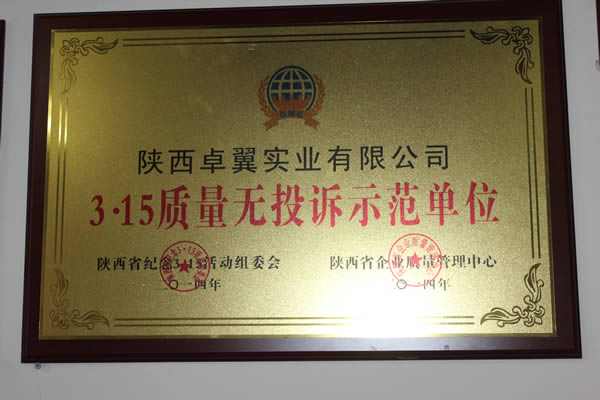 陕西卓翼实业有限公司
3·15质量无投诉示范单位
陕西省纪念3·15活动组委会 陕西省企业质量管理中心
二〇一四年 二〇一四年